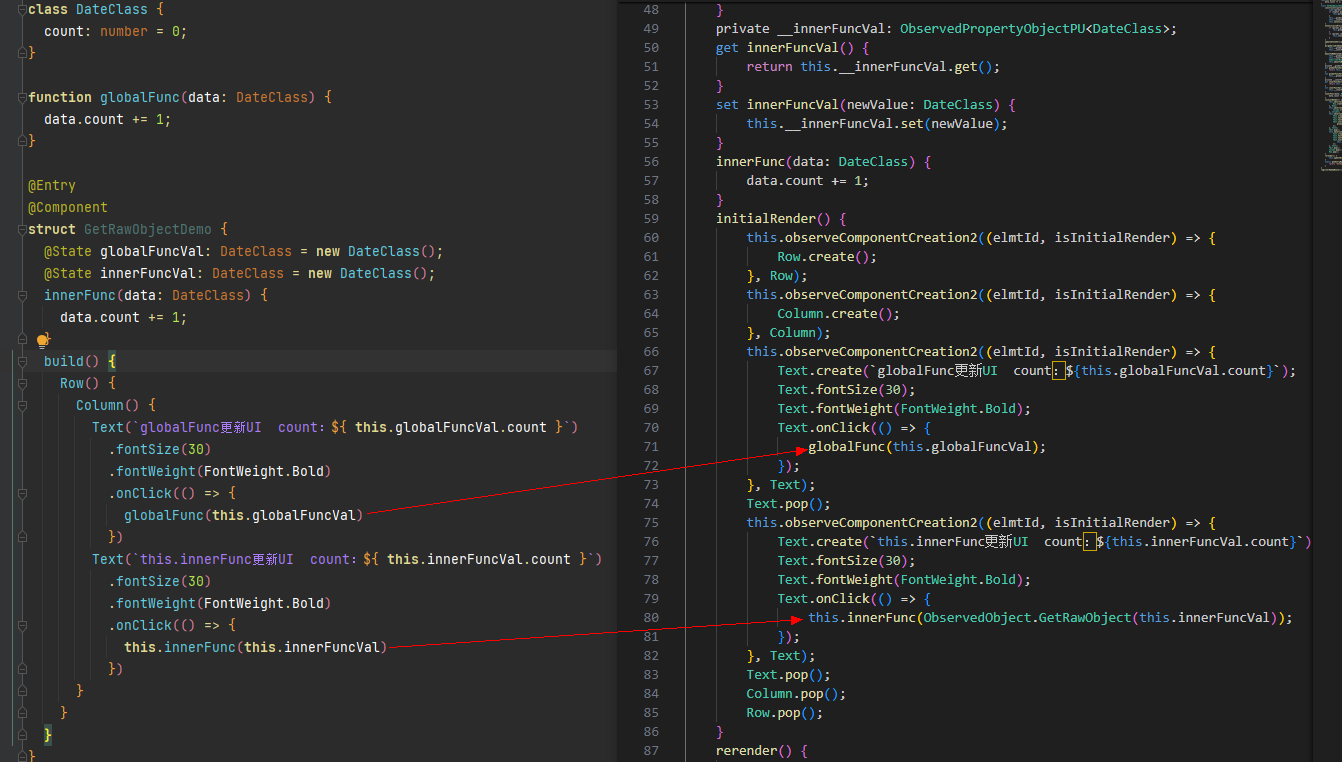 class DateClass {
  count: number = 0;
}
function globalFunc(data: DateClass) {
  data.count += 1;
}
@Entry
@Component
struct GetRawObjectDemo {
  @State globalFuncVal: DateClass = new DateClass();
  @State innerFuncVal: DateClass = new DateClass();
  innerFunc(data: DateClass) {
    data.count += 1;
  }
  build() {
    Row() {
      Column() {
        Text(`globalFunc更新UI  count：${ this.globalFuncVal.count }`)
          .fontSize(30)
          .fontWeight(FontWeight.Bold)
          .onClick(() => {
            globalFunc(this.globalFuncVal)
          })
        Text(`this.innerFunc更新UI  count：${ this.innerFuncVal.count }`)
          .fontSize(30)
          .fontWeight(FontWeight.Bold)
          .onClick(() => {
            this.innerFunc(this.innerFuncVal)
          })
      }
    }
  }
}
48     }
49     private __innerFuncVal: ObservedPropertyObjectPU<DateClass>;
50     get innerFuncVal() {
51         return this.__innerFuncVal.get();
52     }
53     set innerFuncVal(newValue: DateClass) {
54         this.__innerFuncVal.set(newValue);
55     }
56     innerFunc(data: DateClass) {
57         data.count += 1;
58     }
59     initialRender() {
60         this.observeComponentCreation2((elmtId, isInitialRender) => {
61             Row.create();
62         }, Row);
63         this.observeComponentCreation2((elmtId, isInitialRender) => {
64             Column.create();
65         }, Column);
66         this.observeComponentCreation2((elmtId, isInitialRender) => {
67             Text.create(`globalFunc更新UI  count：${this.globalFuncVal.count}`);
68             Text.fontSize(30);
69             Text.fontWeight(FontWeight.Bold);
70             Text.onClick(() => {
71                 globalFunc(this.globalFuncVal);
72             });
73         }, Text);
74         Text.pop();
75         this.observeComponentCreation2((elmtId, isInitialRender) => {
76             Text.create(`this.innerFunc更新UI  count：${this.innerFuncVal.count}`)
77             Text.fontSize(30);
78             Text.fontWeight(FontWeight.Bold);
79             Text.onClick(() => {
80                 this.innerFunc(ObservedObject.GetRawObject(this.innerFuncVal));
81             });
82         }, Text);
83         Text.pop();
84         Column.pop();
85         Row.pop();
86     }
87     rerender() {